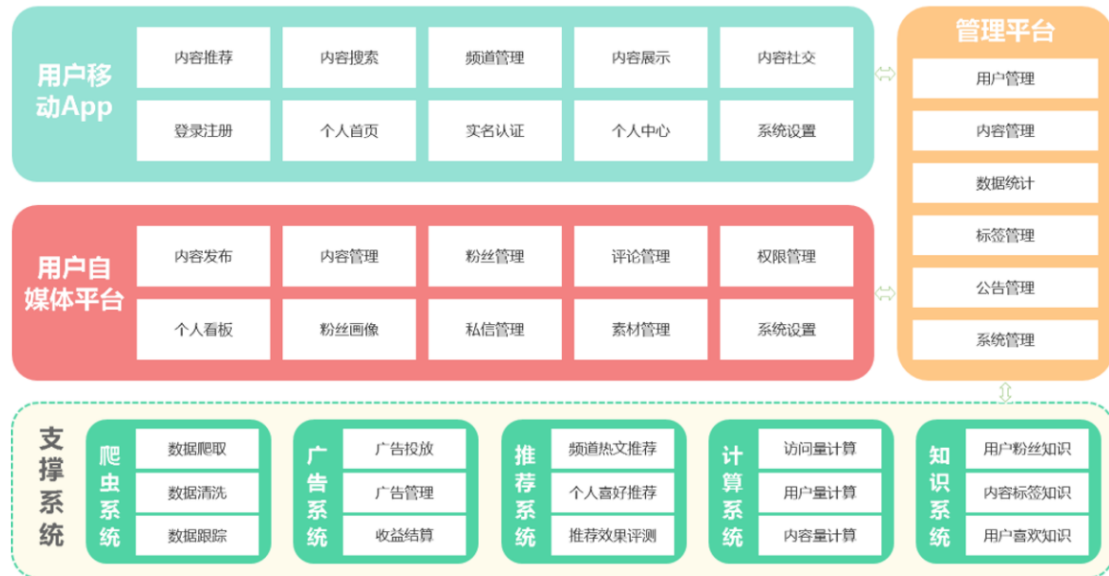 用户移
动App
内容推荐
内容搜索
频道管理
内容展示
内容社交
登录注册
个人首页
实名认证
个人中心
系统设置
用户自
媒体平台
内容发布
内容管理
粉丝管理
评论管理
权限管理
个人看板
粉丝画像
私信管理
素材管理
系统设置
管理平台
用户管理
内容管理
数据统计
标签管理
公告管理
系统管理
支撑系统
爬虫系统
数据爬取
数据清洗
数据跟踪
广告系统
广告投放
广告管理
收益结算
推荐系统
频道热文推荐
个人喜好推荐
推荐效果评测
计算系统
访问量计算
用户量计算
内容量计算
知识系统
用户粉丝知识
内容标签知识
用户喜欢知识